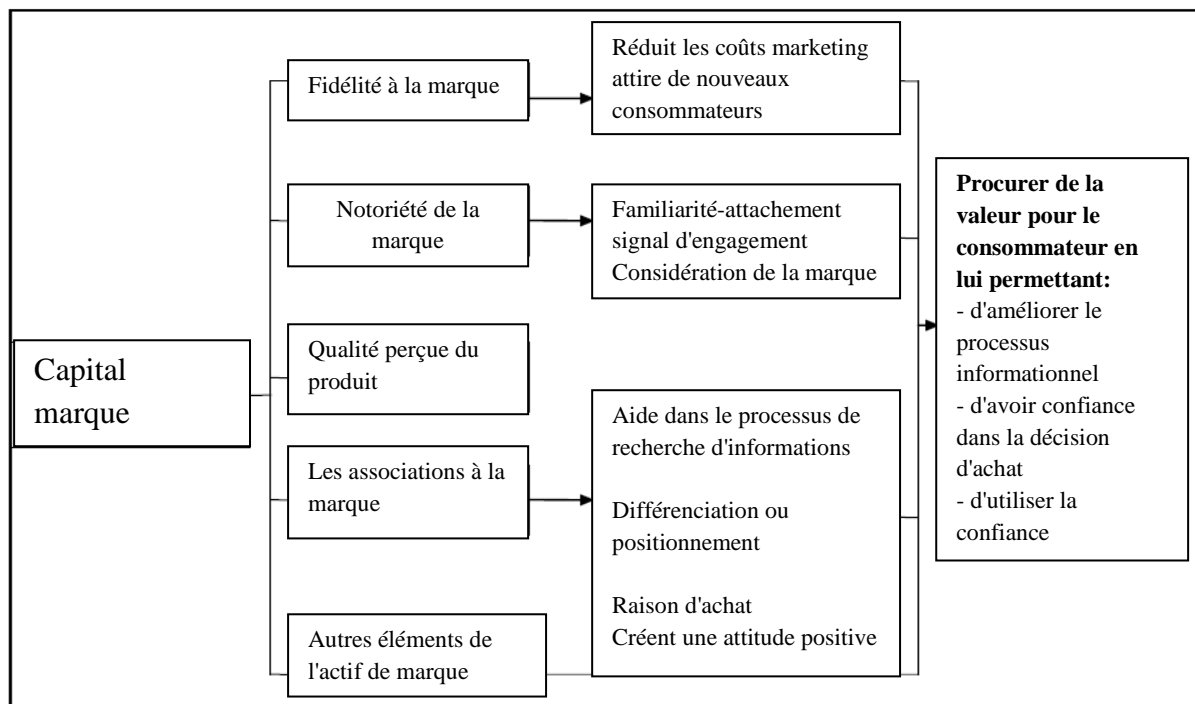 Capital
marque
Fidélité à la marque
Notoriété de la
marque
Qualité perçue du
produit
Les associations à la
marque
Autres éléments de
l'actif de marque
Réduit les coûts marketing
attire de nouveaux
consommateurs
Familiarité-attachement
signal d'engagement
Considération de la marque
Aide dans le processus de
recherche d'informations
Différenciation ou
positionnement
Raison d'achat
Créent une attitude positive
Procurer de la
valeur pour le
consommateur en
lui permettant:
- d'améliorer le
processus
informationnel
- d'avoir confiance
dans la décision
d'achat
- d'utiliser la
confiance